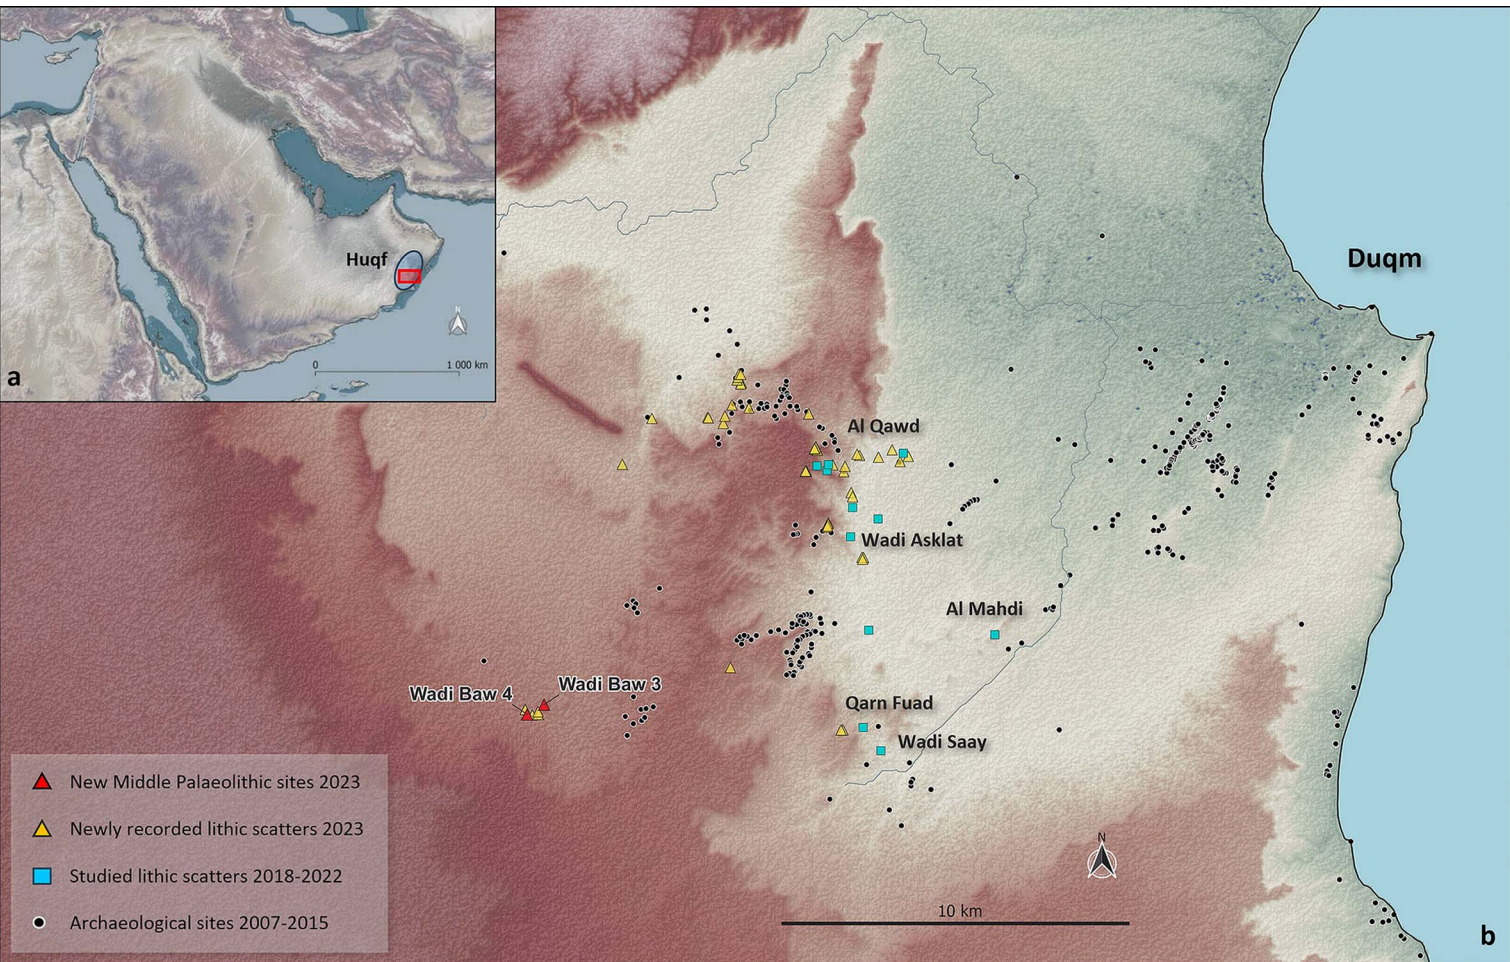 Huqf
N
0
1 000 km
a
Duqm
Al Qawd
Wadi Asklat
Al Mahdi
Wadi Baw 4
Wadi Baw 3
Qarn Fuad
Wadi Saay
New Middle Palaeolithic sites 2023
Newly recorded lithic scatters 2023
Studied lithic scatters 2018-2022
Archaeological sites 2007-2015
N
10 km
b